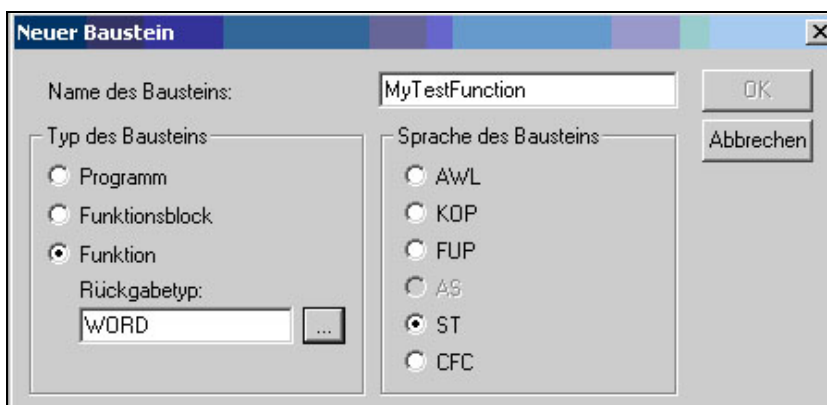 Neuer Baustein
Name des Bausteins: MyTestFunction OK
Abbrechen
Typ des Bausteins
Programm
Funktionsblock
Funktion
Rückgabetyp:
WORD ...
Sprache des Bausteins
AWL
KOP
FUP
AS
ST
CFC